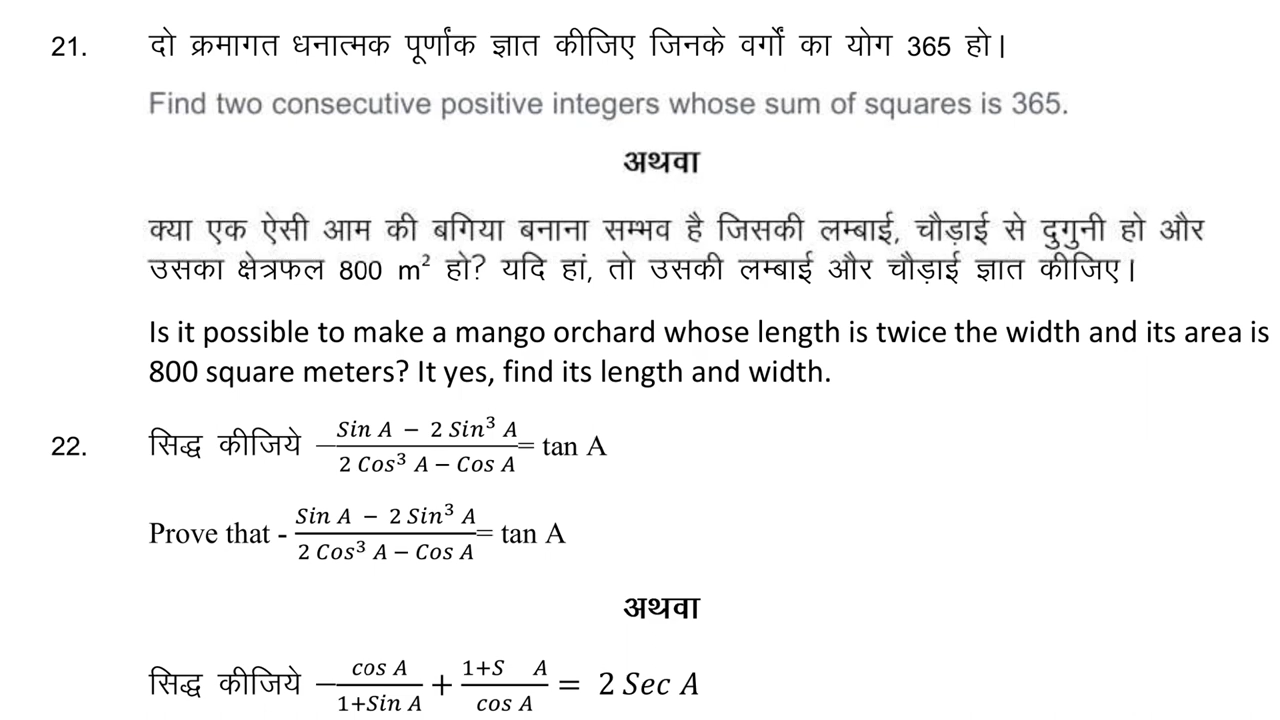 21. दो क्रमागत धनात्मक पूर्णांक ज्ञात कीजिए जिनके वर्गों का योग 365 हो।
Find two consecutive positive integers whose sum of squares is 365.
अथवा
क्या एक ऐसी आम की बगिया बनाना सम्भव है जिसकी लम्बाई, चौड़ाई से दुगुनी हो और
उसका क्षेत्रफल 800 m² हो? यदि हां, तो उसकी लम्बाई और चौड़ाई ज्ञात कीजिए।
Is it possible to make a mango orchard whose length is twice the width and its area is
800 square meters? It yes, find its length and width.
22. सिद्ध कीजिये – (Sin A − 2 Sin³ A)/(2 Cos³ A − Cos A) = tan A
Prove that - (Sin A − 2 Sin³ A)/(2 Cos³ A − Cos A) = tan A
अथवा
सिद्ध कीजिये – cos A/(1+Sin A) + (1+S A)/cos A = 2 Sec A